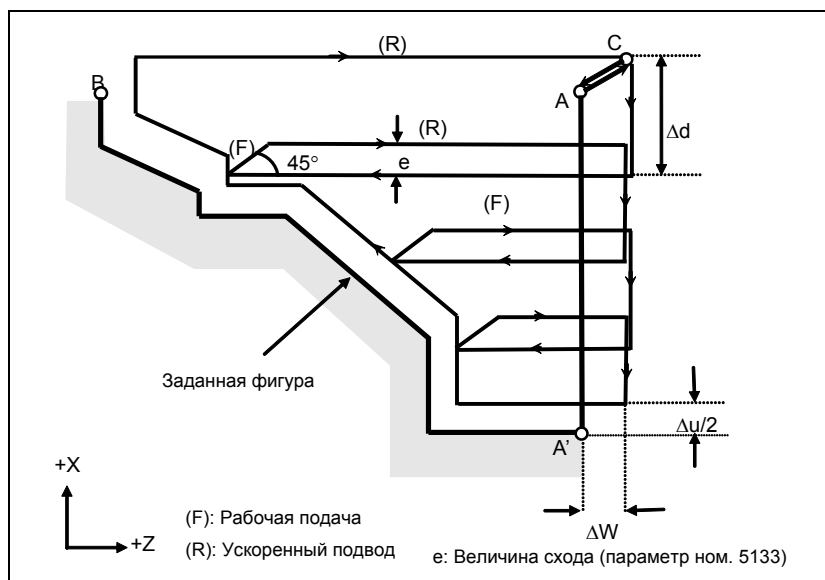 (R)
C
B
A
Δd
(R)
(F)
45°
e
(F)
Заданная фигура
Δu/2
A’
+X
(F): Рабочая подача
+Z
ΔW
(R): Ускоренный подвод
e: Величина схода (параметр ном. 5133)